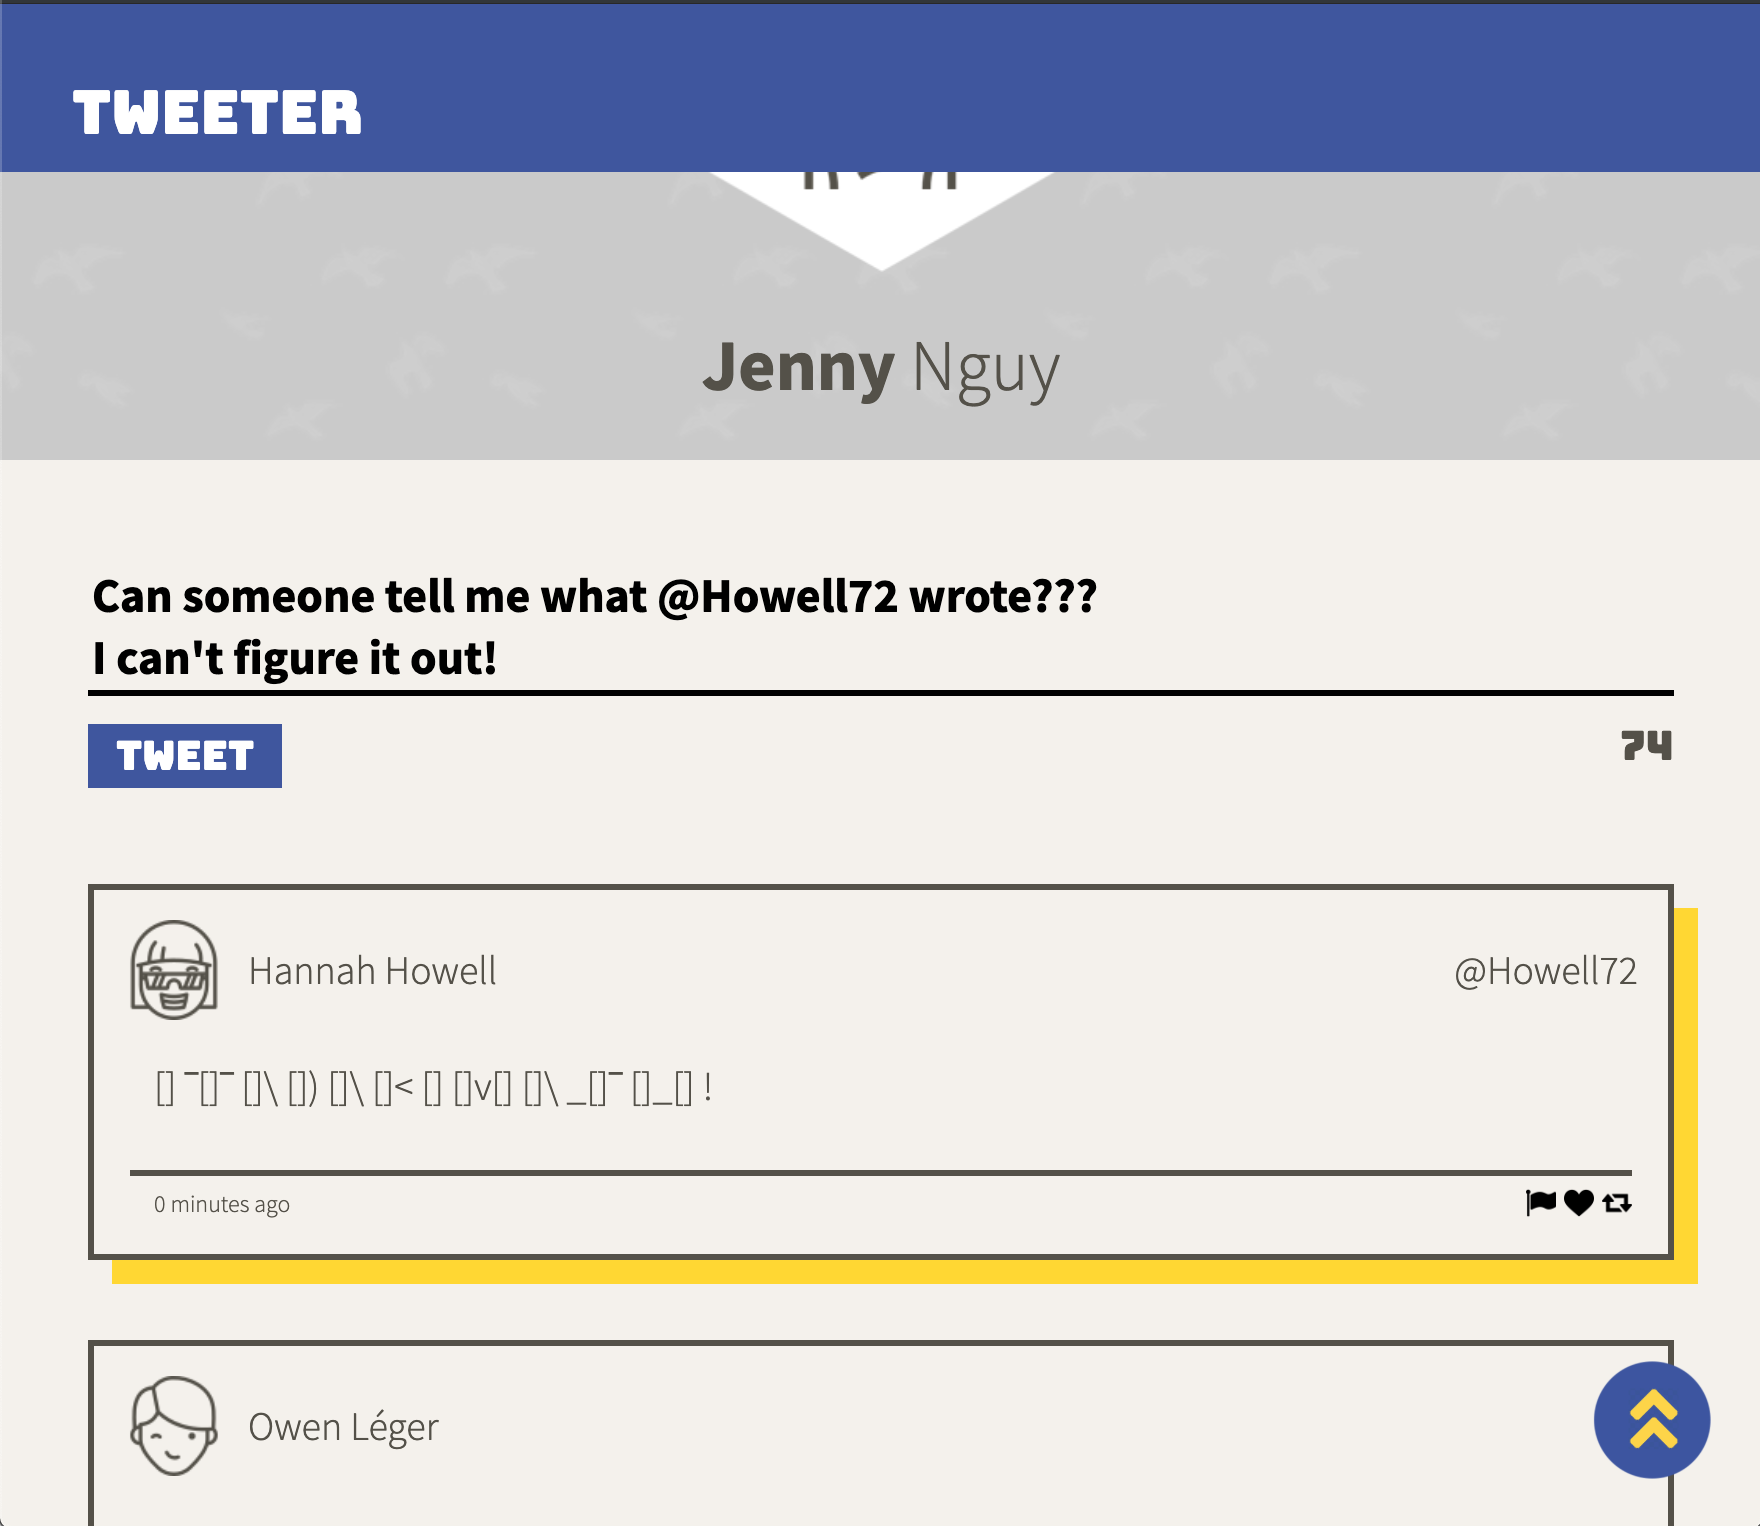 TWEETER
Jenny Nguy
Can someone tell me what @Howell72 wrote???
I can't figure it out!
TWEET
74
Hannah Howell
@Howell72
[] ¯[]¯ []\ []) []\ []< [] []v[] []\ _[]¯ []_[] !
0 minutes ago
Owen Léger